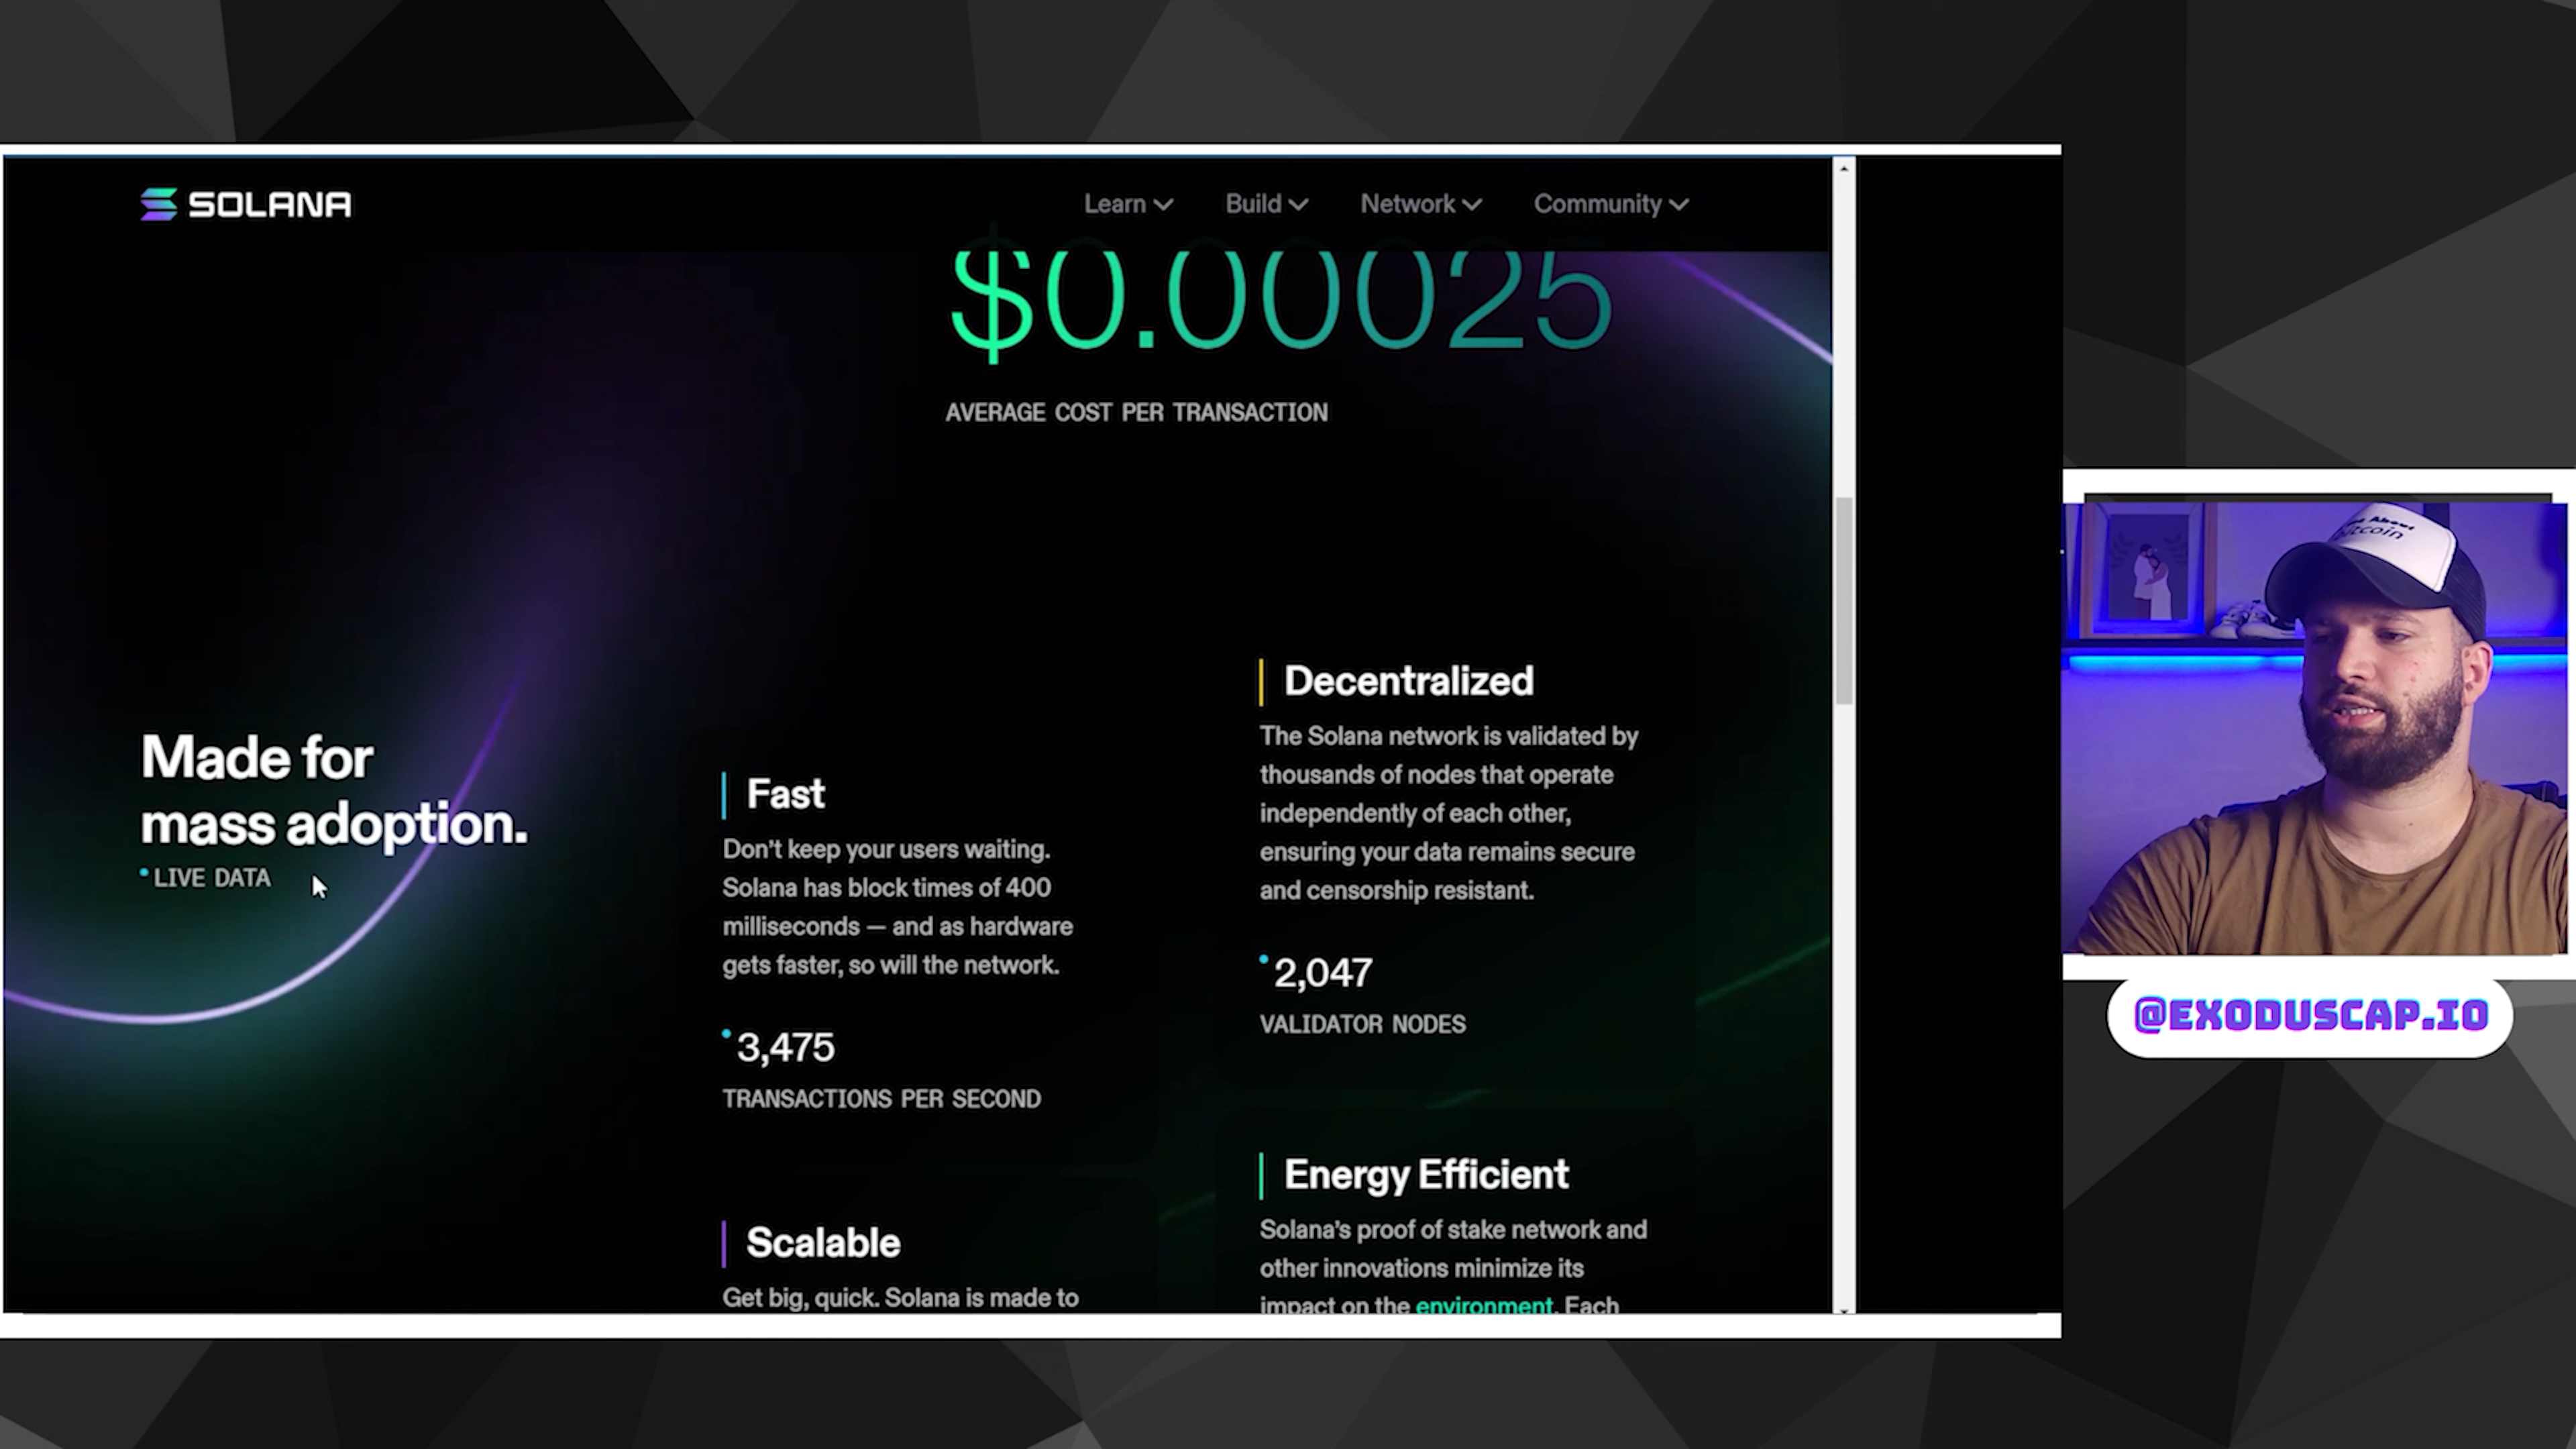 SOLANA
Learn
Build
Network
Community
$0.00025
AVERAGE COST PER TRANSACTION
Made for
mass adoption.
LIVE DATA
Fast
Don't keep your users waiting.
Solana has block times of 400
milliseconds — and as hardware
gets faster, so will the network.
3,475
TRANSACTIONS PER SECOND
Scalable
Get big, quick. Solana is made to
Decentralized
The Solana network is validated by
thousands of nodes that operate
independently of each other,
ensuring your data remains secure
and censorship resistant.
2,047
VALIDATOR NODES
Energy Efficient
Solana's proof of stake network and
other innovations minimize its
impact on the environment. Each
About
bitcoin
@EXODUSCAP.IO